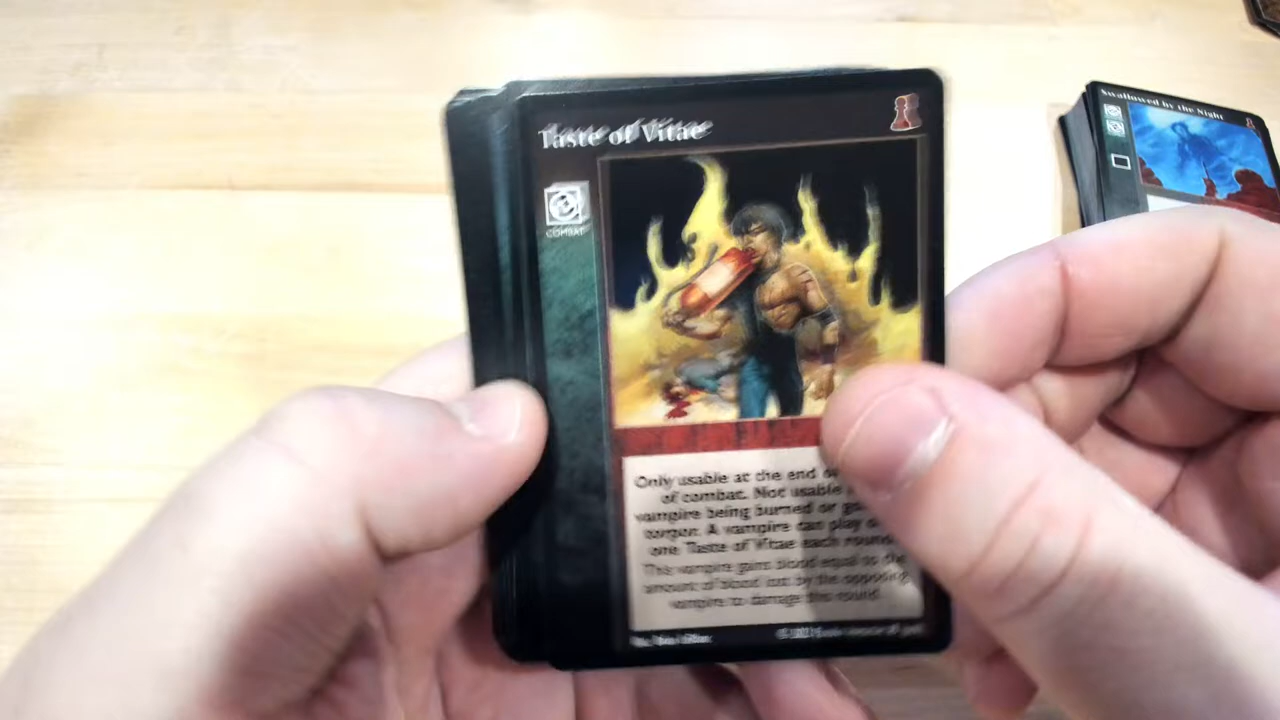 Taste of Vitae
COMBAT
Only usable at the end
of combat. Not usable
vampire being burned or
torpor. A vampire can play
one Taste of Vitae each round.
This vampire gains blood equal to the
amount of blood lost by the opposing
vampire to damage this round.
Swallowed by the Night